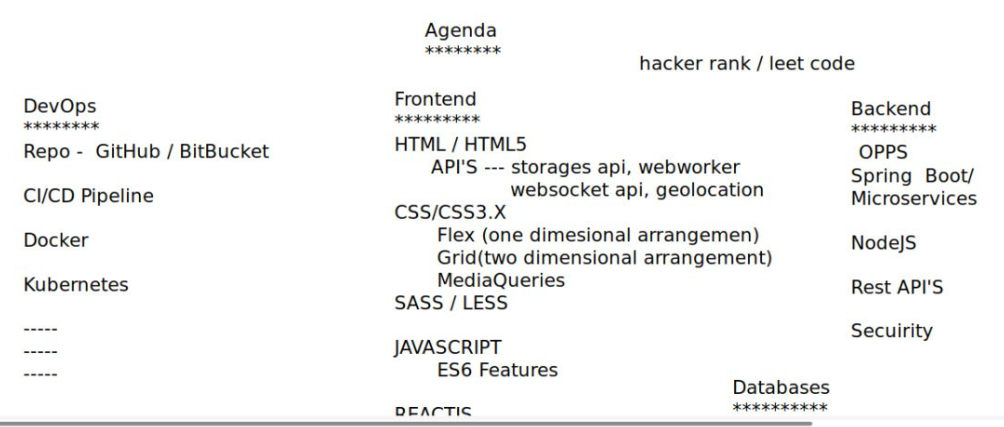 Agenda
********
hacker rank / leet code
DevOps
********
Repo -  GitHub / BitBucket
CI/CD Pipeline
Docker
Kubernetes
-----
-----
-----
Frontend
*********
HTML / HTML5
API'S --- storages api, webworker
websocket api, geolocation
CSS/CSS3.X
Flex (one dimesional arrangemen)
Grid(two dimensional arrangement)
MediaQueries
SASS / LESS
JAVASCRIPT
ES6 Features
REACTJS
Backend
*********
OPPS
Spring  Boot/
Microservices
NodeJS
Rest API'S
Secuirity
Databases
**********